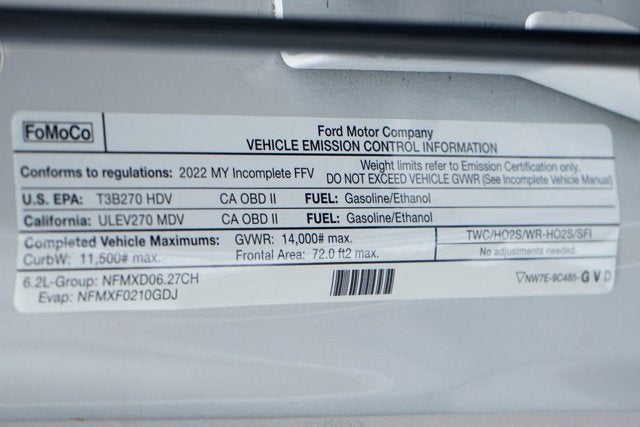 FoMoCo
Ford Motor Company
VEHICLE EMISSION CONTROL INFORMATION
Conforms to regulations: 2022 MY Incomplete FFV
Weight limits refer to Emission Certification only.
DO NOT EXCEED VEHICLE GVWR (See Incomplete Vehicle Manual)
U.S. EPA: T3B270 HDV CA OBD II FUEL: Gasoline/Ethanol
California: ULEV270 MDV CA OBD II FUEL: Gasoline/Ethanol
Completed Vehicle Maximums: GVWR: 14,000# max.
CurbW: 11,500# max. Frontal Area: 72.0 ft2 max.
TWC/HO2S/WR-HO2S/SFI
No adjustments needed.
6.2L-Group: NFMXD06.27CH
Evap: NFMXF0210GDJ
NW7E-9C485-GVD